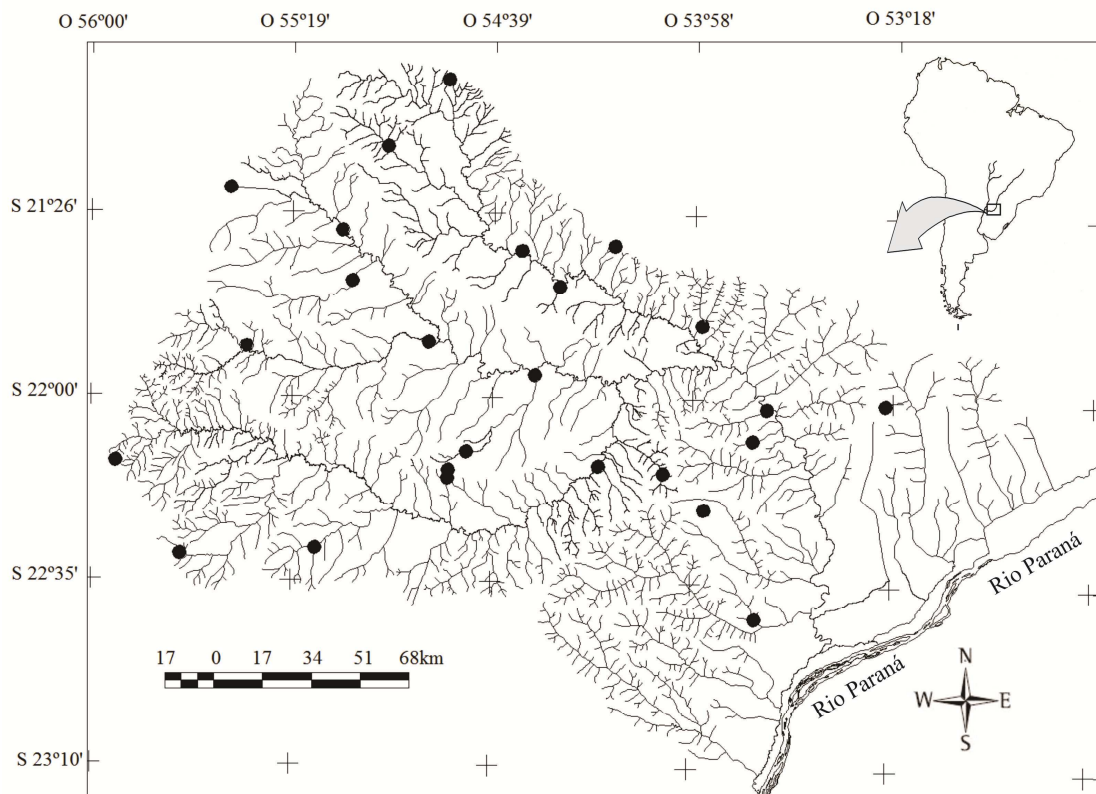 O 56º00' O 55º19' O 54º39' O 53º58' O 53º18'
S 21º26'
S 22º00'
S 22º35'
Rio Paraná
17 0 17 34 51 68km
Rio Paraná
N
W E
S
S 23º10'